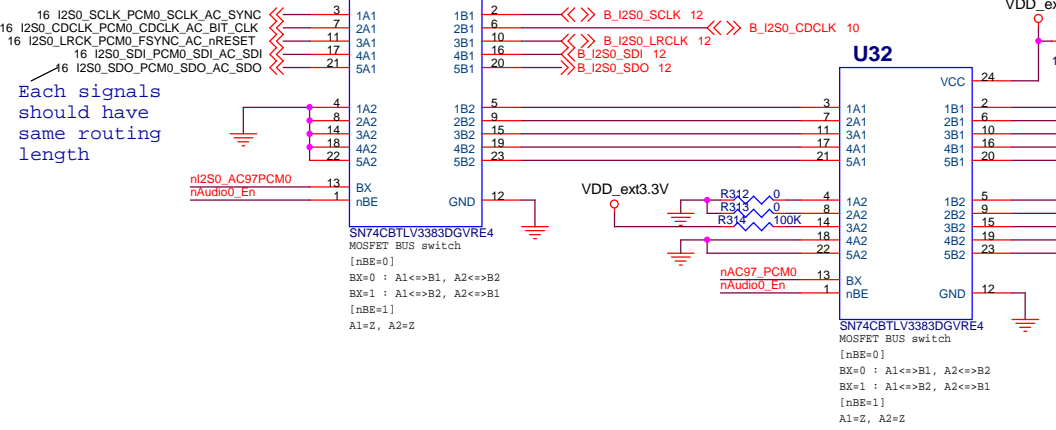 VDD_ex
16 I2S0_SCLK_PCM0_SCLK_AC_SYNC 3 1A1 1B1 2 B_I2S0_SCLK 12
16 I2S0_CDCLK_PCM0_CDCLK_AC_BIT_CLK 7 2A1 2B1 6 B_I2S0_CDCLK 10
16 I2S0_LRCK_PCM0_FSYNC_AC_nRESET 11 3A1 3B1 10 B_I2S0_LRCLK 12
16 I2S0_SDI_PCM0_SDI_AC_SDI 17 4A1 4B1 16 B_I2S0_SDI 12
16 I2S0_SDO_PCM0_SDO_AC_SDO 21 5A1 5B1 20 B_I2S0_SDO 12
Each signals
should have
same routing
length
4 1A2 1B2 5
8 2A2 2B2 9
14 3A2 3B2 15
18 4A2 4B2 19
22 5A2 5B2 23
nI2S0_AC97PCM0 13 BX
nAudio0_En 1 nBE GND 12
SN74CBTLV3383DGVRE4
MOSFET BUS switch
[nBE=0]
BX=0 : A1<=>B1, A2<=>B2
BX=1 : A1<=>B2, A2<=>B1
[nBE=1]
A1=Z, A2=Z
U32
VCC 24
1
3 1A1 1B1 2
7 2A1 2B1 6
11 3A1 3B1 10
17 4A1 4B1 16
21 5A1 5B1 20
VDD_ext3.3V
R312 0 4 1A2 1B2 5
R313 0 8 2A2 2B2 9
R314 100K 14 3A2 3B2 15
18 4A2 4B2 19
22 5A2 5B2 23
nAC97_PCM0 13 BX
nAudio0_En 1 nBE GND 12
SN74CBTLV3383DGVRE4
MOSFET BUS switch
[nBE=0]
BX=0 : A1<=>B1, A2<=>B2
BX=1 : A1<=>B2, A2<=>B1
[nBE=1]
A1=Z, A2=Z